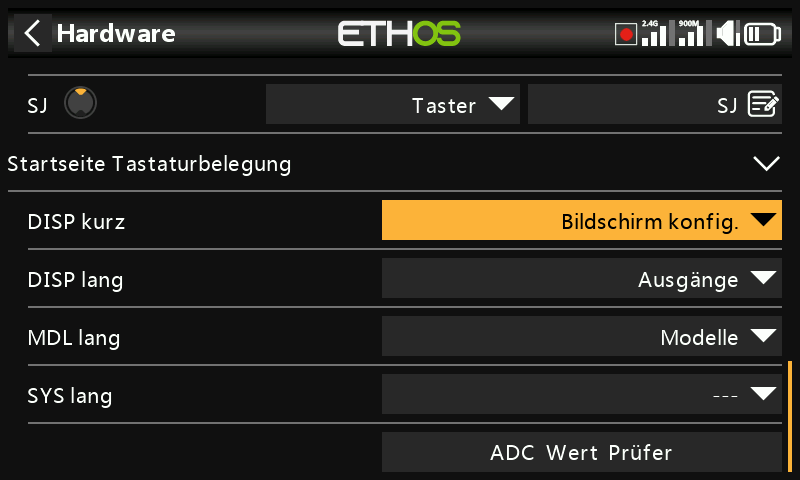 Hardware ETHOS 2.4G 900M
SJ Taster SJ
Startseite Tastaturbelegung
DISP kurz Bildschirm konfig.
DISP lang Ausgänge
MDL lang Modelle
SYS lang ---
ADC Wert Prüfer